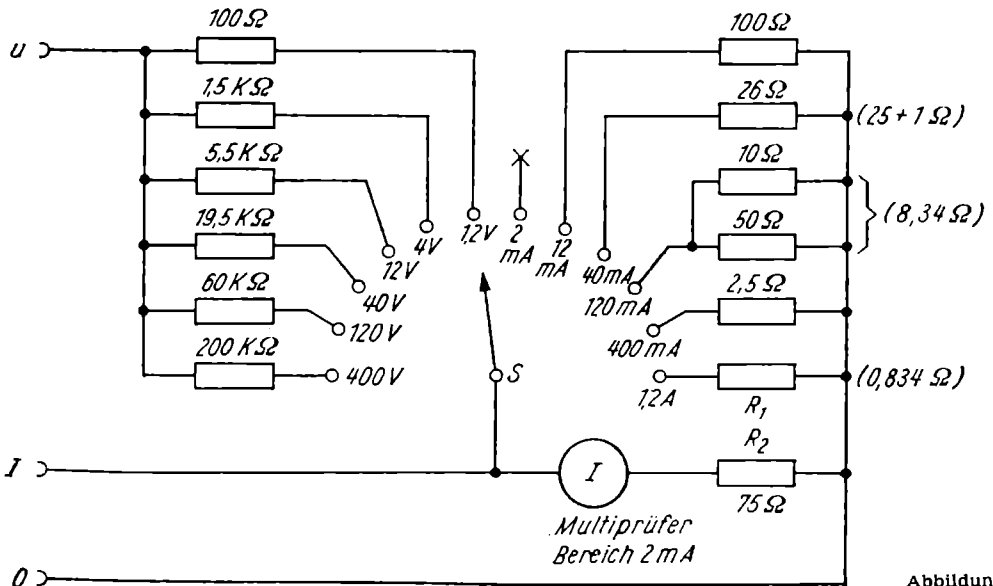 100 Ω
1,5 KΩ
5,5 KΩ
19,5 KΩ
60 KΩ
200 KΩ
u
1,2V
4V
12V
40V
120V
400V
2
mA
12
mA
40mA
120mA
400mA
1,2A
S
100 Ω
26 Ω
(25 + 1 Ω)
10 Ω
50 Ω
(8,34 Ω)
2,5 Ω
(0,834 Ω)
R1
R2
75 Ω
I
I
Multiprüfer
Bereich 2mA
0
Abbildun